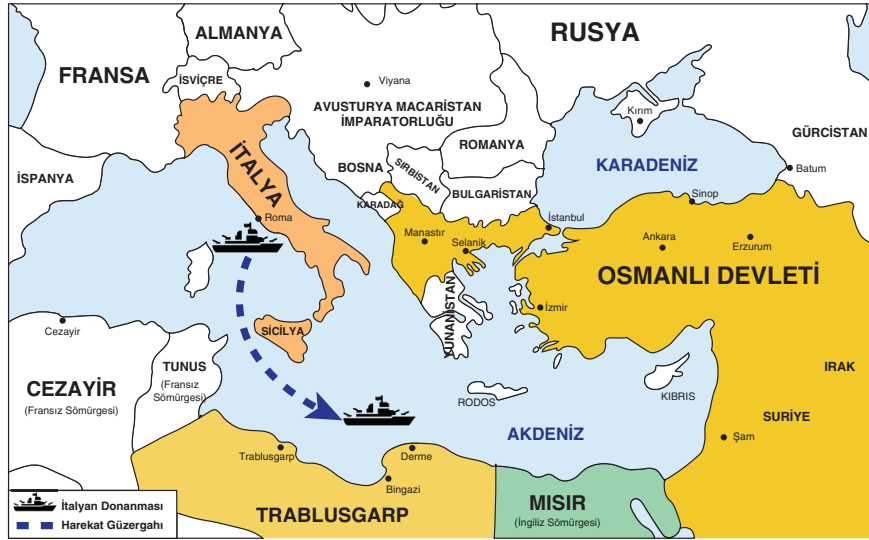 ALMANYA
RUSYA
FRANSA
İSVİÇRE
Viyana
AVUSTURYA MACARİSTAN
İMPARATORLUĞU
Kırım
GÜRCİSTAN
ROMANYA
İTALYA
BOSNA
SIRBİSTAN
KARADENİZ
Batum
İSPANYA
BULGARİSTAN
KARADAĞ
Sinop
Roma
İstanbul
Manastır
Selanik
Ankara
Erzurum
OSMANLI DEVLETİ
YUNANİSTAN
İzmir
SİCİLYA
Cezayir
TUNUS
(Fransız
Sömürgesi)
IRAK
CEZAYİR
(Fransız Sömürgesi)
RODOS
KIBRIS
SURİYE
AKDENİZ
Şam
Trablusgarp
Derme
Bingazi
TRABLUSGARP
MISIR
(İngiliz Sömürgesi)
İtalyan Donanması
Harekat Güzergahı